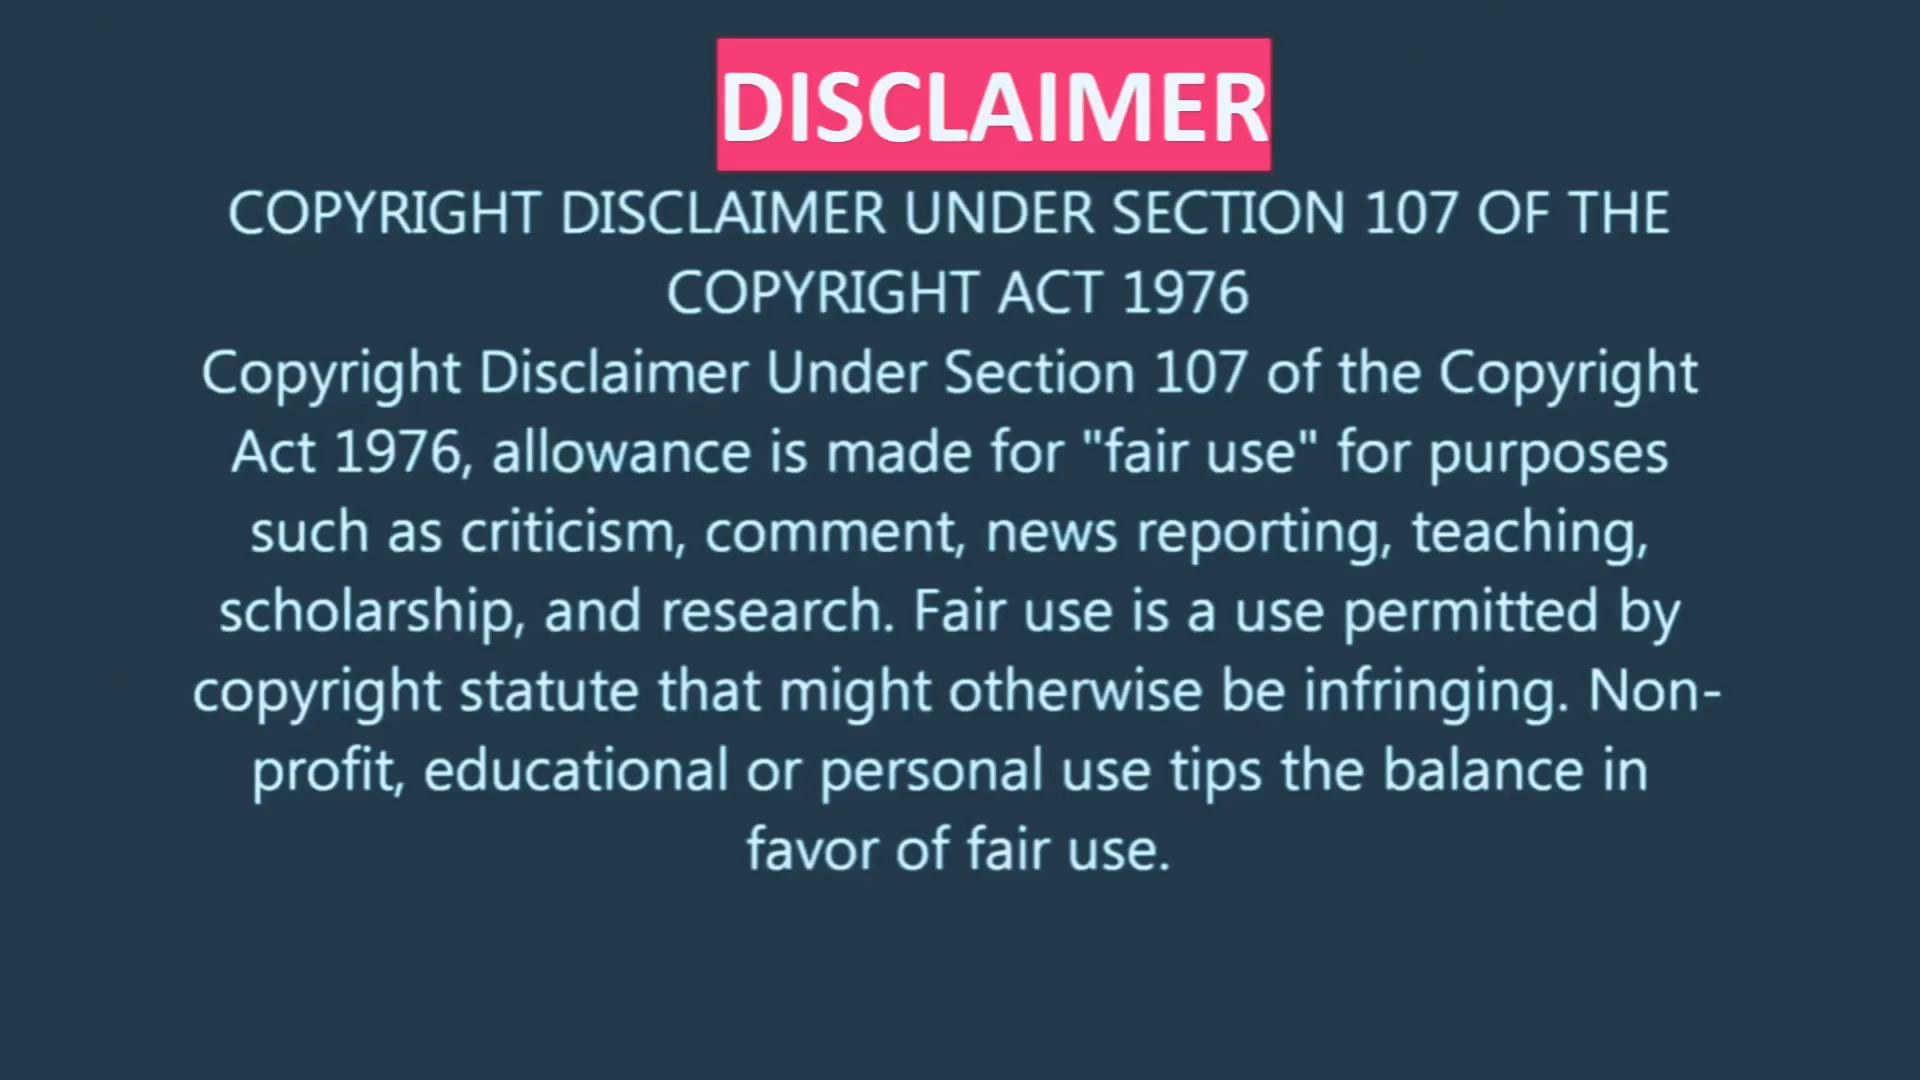 DISCLAIMER
COPYRIGHT DISCLAIMER UNDER SECTION 107 OF THE
COPYRIGHT ACT 1976
Copyright Disclaimer Under Section 107 of the Copyright
Act 1976, allowance is made for "fair use" for purposes
such as criticism, comment, news reporting, teaching,
scholarship, and research. Fair use is a use permitted by
copyright statute that might otherwise be infringing. Non-
profit, educational or personal use tips the balance in
favor of fair use.